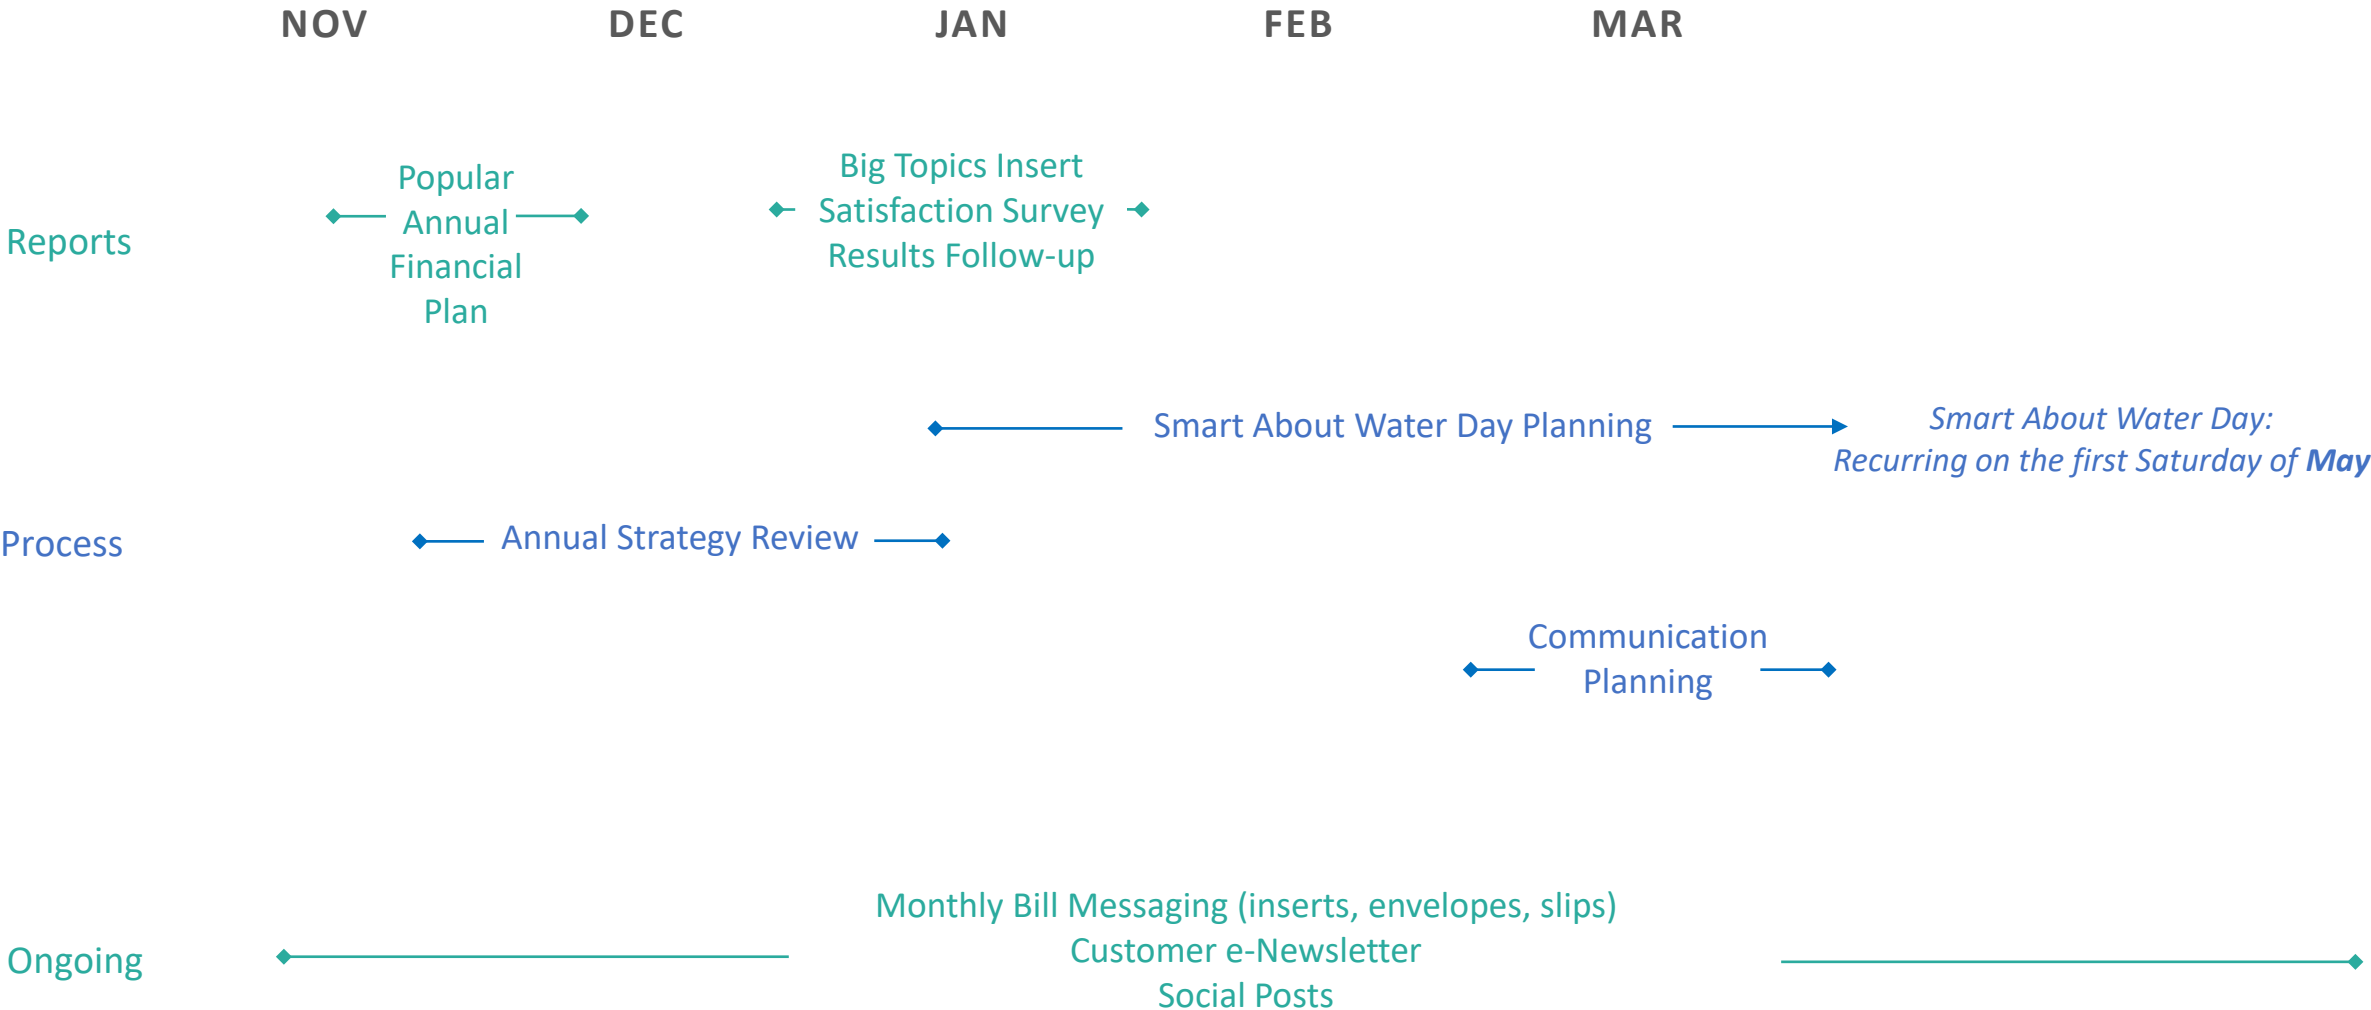 NOV DEC JAN FEB MAR
Reports
Popular
Annual
Financial
Plan
Big Topics Insert
Satisfaction Survey
Results Follow-up
Process
Smart About Water Day Planning
Smart About Water Day:
Recurring on the first Saturday of May
Annual Strategy Review
Communication
Planning
Ongoing
Monthly Bill Messaging (inserts, envelopes, slips)
Customer e-Newsletter
Social Posts